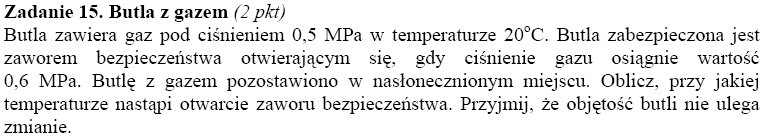 Zadanie 15. Butla z gazem (2 pkt)
Butla zawiera gaz pod ciśnieniem 0,5 MPa w temperaturze 20°C. Butla zabezpieczona jest
zaworem bezpieczeństwa otwierającym się, gdy ciśnienie gazu osiągnie wartość
0,6 MPa. Butlę z gazem pozostawiono w nasłonecznionym miejscu. Oblicz, przy jakiej
temperaturze nastąpi otwarcie zaworu bezpieczeństwa. Przyjmij, że objętość butli nie ulega
zmianie.